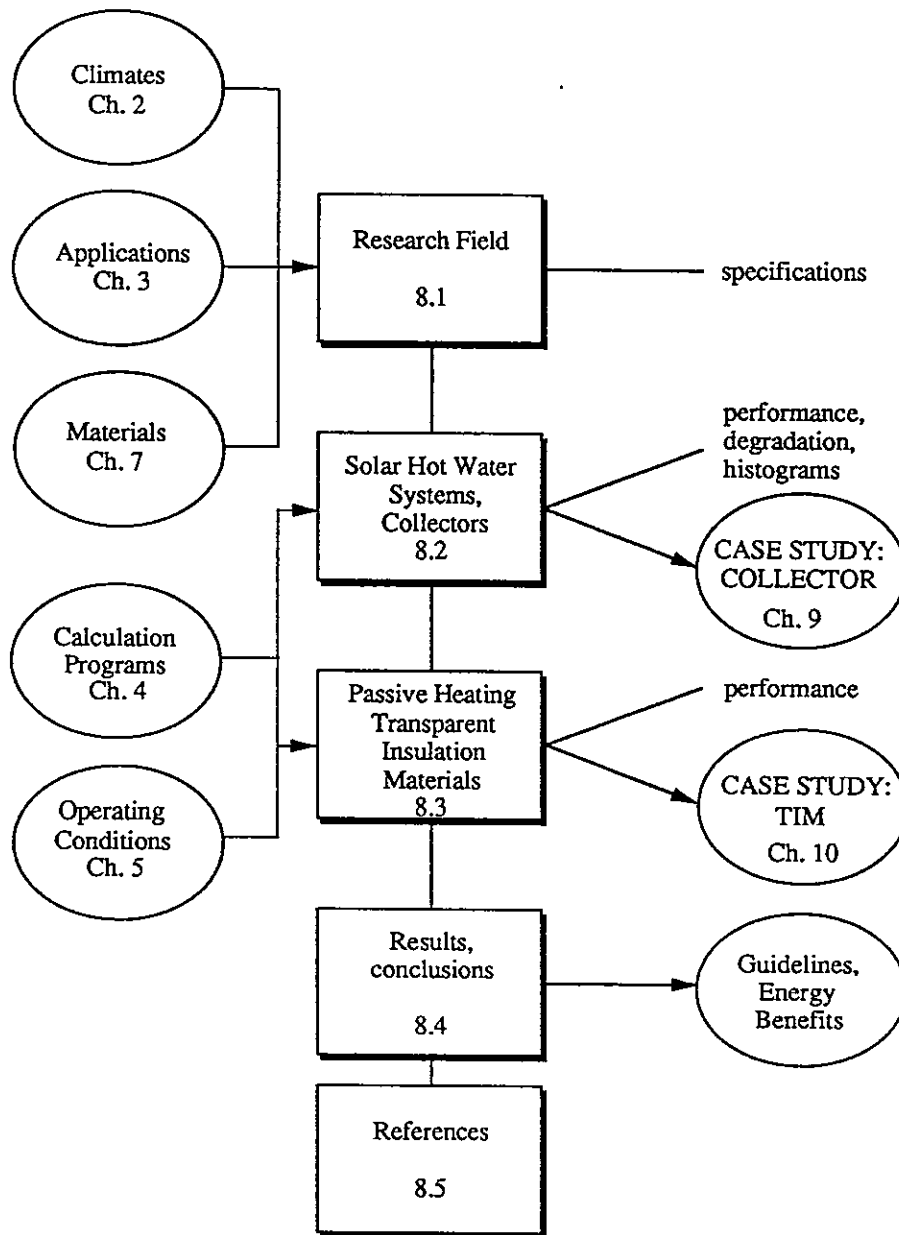 Climates
Ch. 2
Applications
Ch. 3
Materials
Ch. 7
Calculation
Programs
Ch. 4
Operating
Conditions
Ch. 5
Research Field
8.1
Solar Hot Water
Systems,
Collectors
8.2
Passive Heating
Transparent
Insulation
Materials
8.3
Results,
conclusions
8.4
References
8.5
specifications
performance,
degradation,
histograms
CASE STUDY:
COLLECTOR
Ch. 9
performance
CASE STUDY:
TIM
Ch. 10
Guidelines,
Energy
Benefits